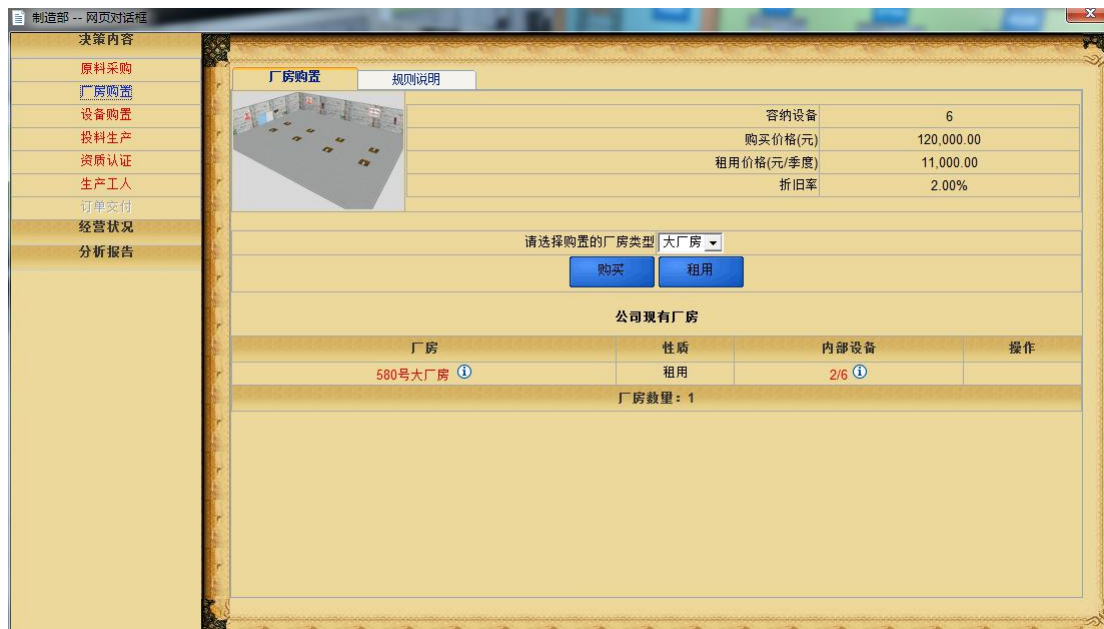 制造部 -- 网页对话框
决策内容
原料采购
厂房购置
设备购置
投料生产
资质认证
生产工人
订单交付
经营状况
分析报告
厂房购置
规则说明
容纳设备 6
购买价格(元) 120,000.00
租用价格(元/季度) 11,000.00
折旧率 2.00%
请选择购置的厂房类型 大厂房
购买 租用
公司现有厂房
厂房 性质 内部设备 操作
580号大厂房 租用 2/6
厂房数里：1